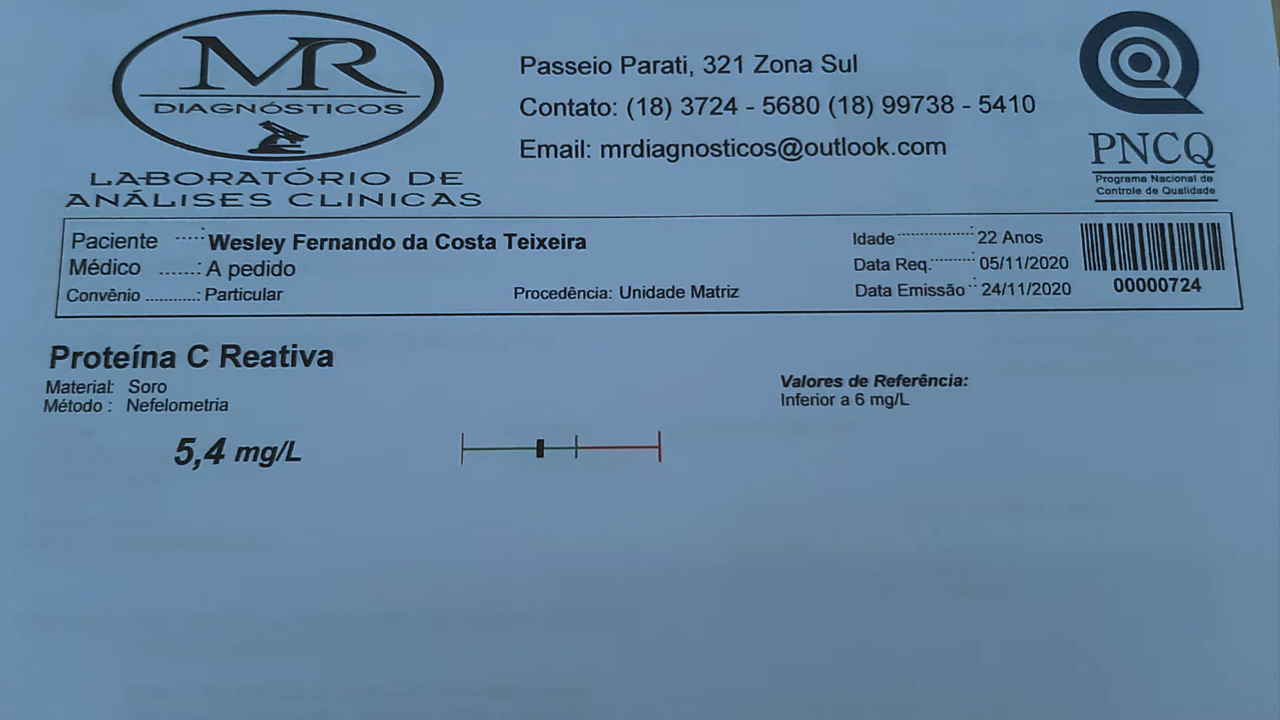 MR
DIAGNÓSTICOS
LABORATÓRIO DE
ANÁLISES CLINICAS
Passeio Parati, 321 Zona Sul
Contato: (18) 3724 - 5680 (18) 99738 - 5410
Email: mrdiagnosticos@outlook.com
PNCQ
Programa Nacional de
Controle de Qualidade
Paciente .....: Wesley Fernando da Costa Teixeira
Médico ......: A pedido
Convênio ...........: Particular
Procedência: Unidade Matriz
Idade ................: 22 Anos
Data Req. .........: 05/11/2020
Data Emissão ..: 24/11/2020
00000724
Proteína C Reativa
Material: Soro
Método : Nefelometria
5,4 mg/L
Valores de Referência:
Inferior a 6 mg/L